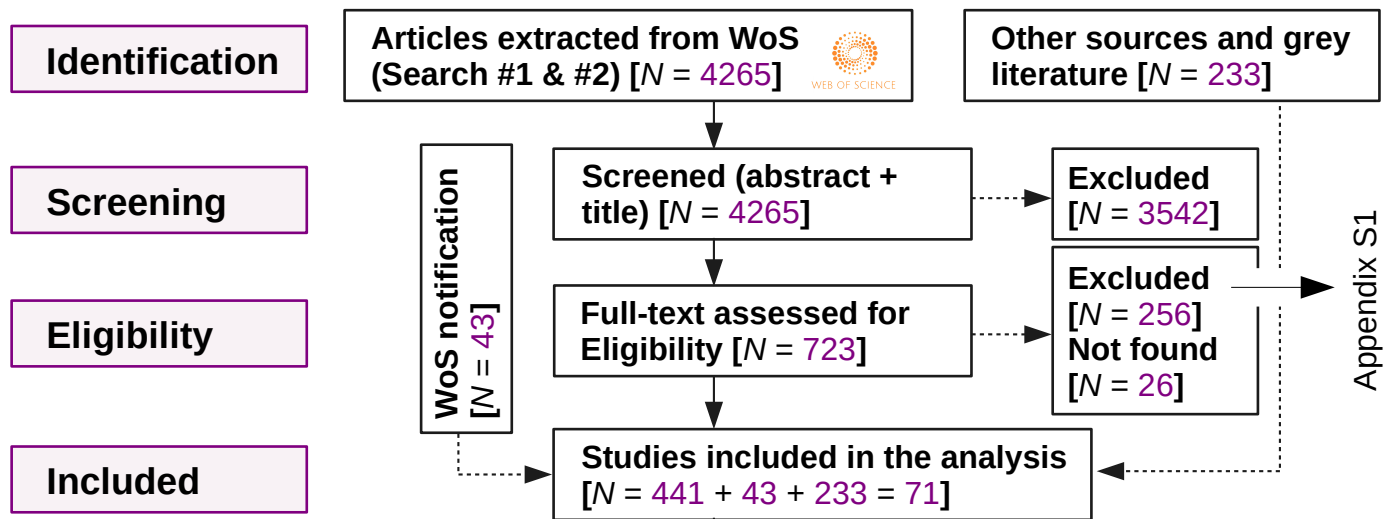 Identification
Articles extracted from WoS
(Search #1 & #2) [N = 4265]
WEB OF SCIENCE
Other sources and grey
literature [N = 233]
Screening
WoS notification
[N = 43]
Screened (abstract +
title) [N = 4265]
Excluded
[N = 3542]
Eligibility
Full-text assessed for
Eligibility [N = 723]
Excluded
[N = 256]
Not found
[N = 26]
Appendix S1
Included
Studies included in the analysis
[N = 441 + 43 + 233 = 71]